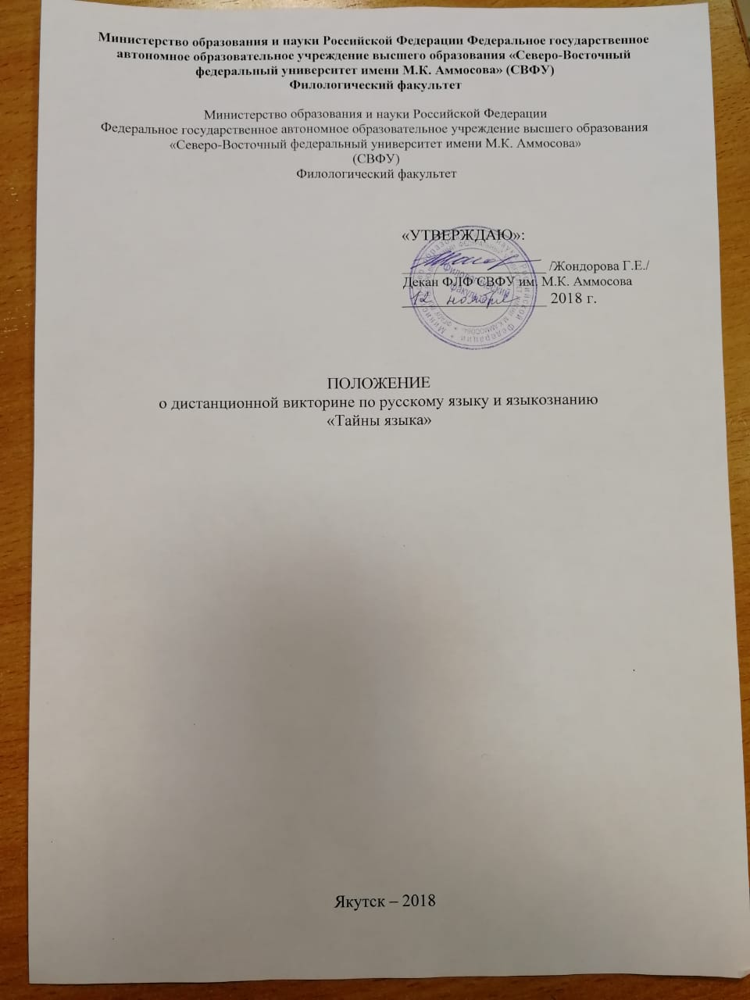 Министерство образования и науки Российской Федерации Федеральное государственное
автономное образовательное учреждение высшего образования «Северо-Восточный
федеральный университет имени М.К. Аммосова» (СВФУ)
Филологический факультет
Министерство образования и науки Российской Федерации
Федеральное государственное автономное образовательное учреждение высшего образования
«Северо-Восточный федеральный университет имени М.К. Аммосова»
(СВФУ)
Филологический факультет
«УТВЕРЖДАЮ»:
/Жондорова Г.Е./
Декан ФЛФ СВФУ им. М.К. Аммосова
12 ноября 2018 г.
Филологический
факультет
ПОЛОЖЕНИЕ
о дистанционной викторине по русскому языку и языкознанию
«Тайны языка»
Якутск – 2018